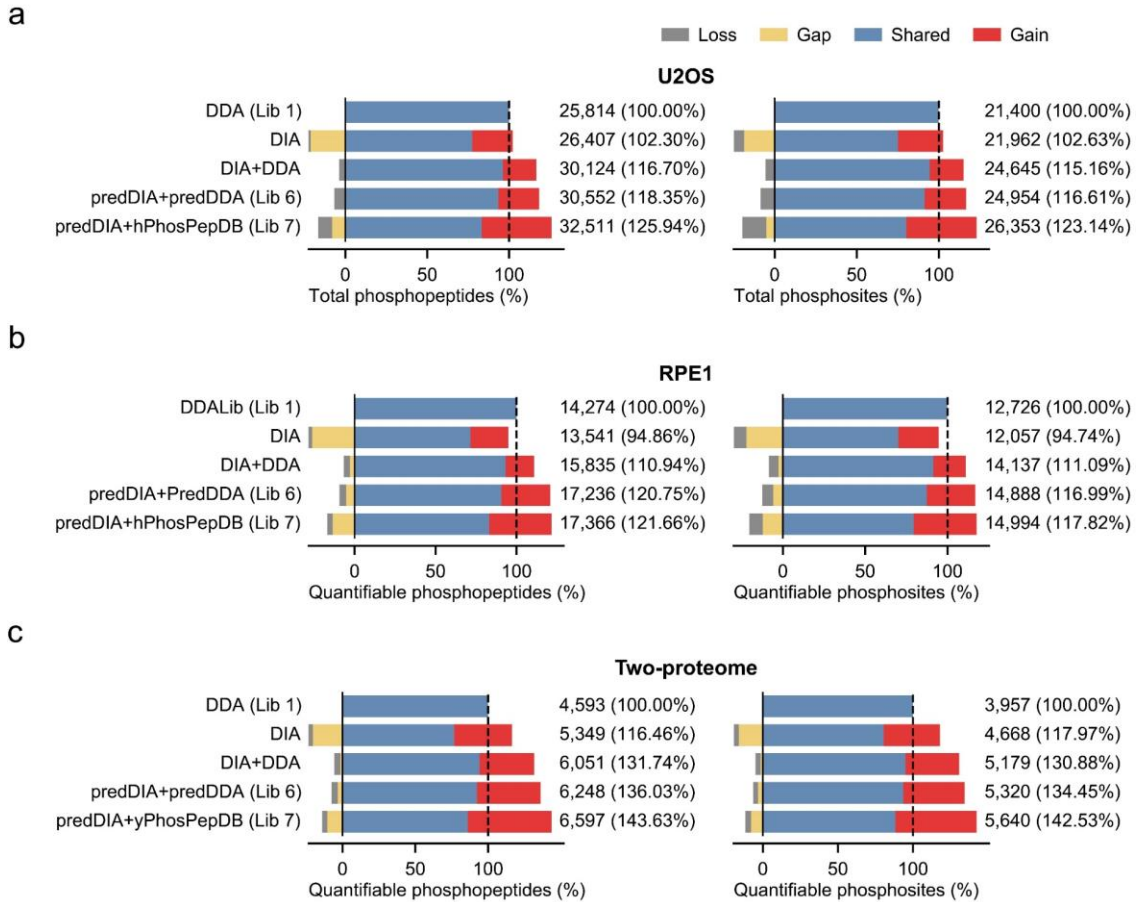 a
Loss Gap Shared Gain
U2OS
DDA (Lib 1) 25,814 (100.00%) 21,400 (100.00%)
DIA 26,407 (102.30%) 21,962 (102.63%)
DIA+DDA 30,124 (116.70%) 24,645 (115.16%)
predDIA+predDDA (Lib 6) 30,552 (118.35%) 24,954 (116.61%)
predDIA+hPhosPepDB (Lib 7) 32,511 (125.94%) 26,353 (123.14%)
0 50 100 0 50 100
Total phosphopeptides (%) Total phosphosites (%)
b
RPE1
DDALib (Lib 1) 14,274 (100.00%) 12,726 (100.00%)
DIA 13,541 (94.86%) 12,057 (94.74%)
DIA+DDA 15,835 (110.94%) 14,137 (111.09%)
predDIA+PredDDA (Lib 6) 17,236 (120.75%) 14,888 (116.99%)
predDIA+hPhosPepDB (Lib 7) 17,366 (121.66%) 14,994 (117.82%)
0 50 100 0 50 100
Quantifiable phosphopeptides (%) Quantifiable phosphosites (%)
c
Two-proteome
DDA (Lib 1) 4,593 (100.00%) 3,957 (100.00%)
DIA 5,349 (116.46%) 4,668 (117.97%)
DIA+DDA 6,051 (131.74%) 5,179 (130.88%)
predDIA+predDDA (Lib 6) 6,248 (136.03%) 5,320 (134.45%)
predDIA+yPhosPepDB (Lib 7) 6,597 (143.63%) 5,640 (142.53%)
0 50 100 0 50 100
Quantifiable phosphopeptides (%) Quantifiable phosphosites (%)